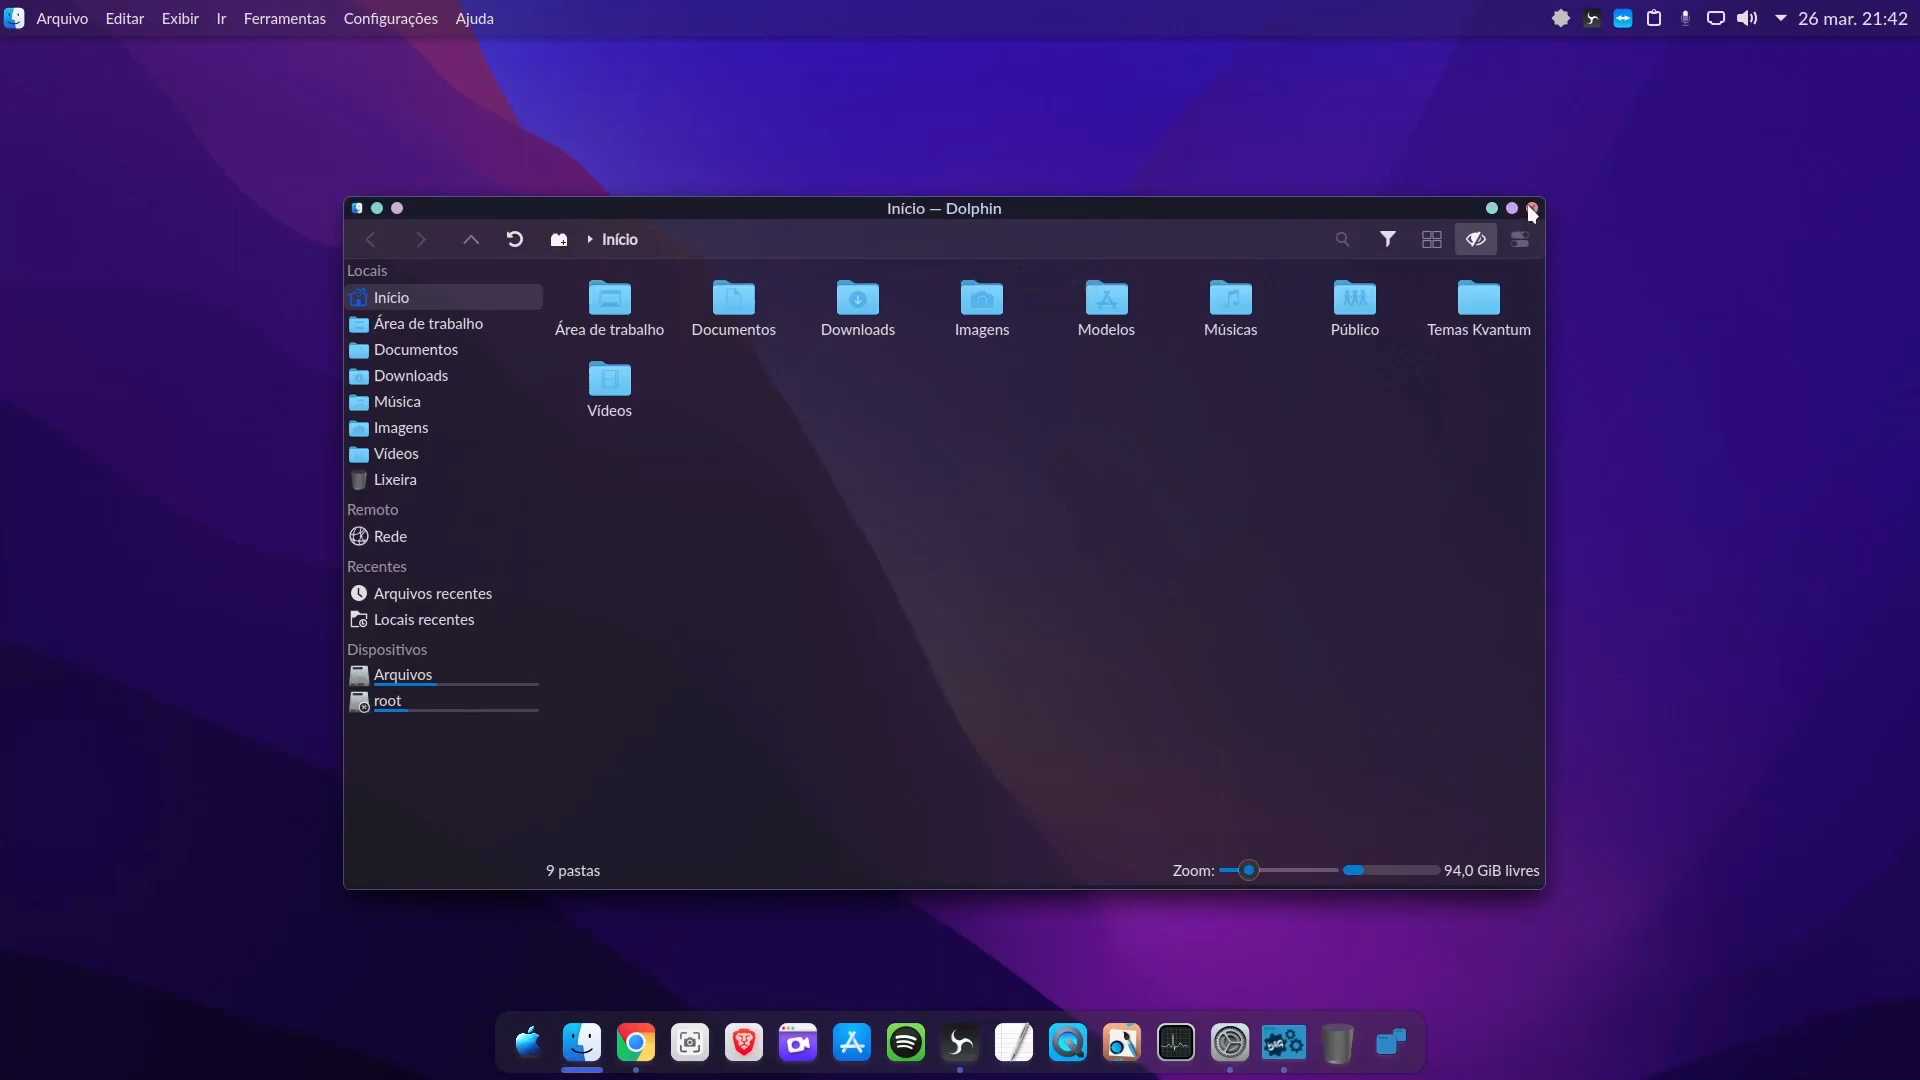 Arquivo Editar Exibir Ir Ferramentas Configurações Ajuda
26 mar. 21:42
Início — Dolphin
Início
Locais
Início
Área de trabalho
Documentos
Downloads
Música
Imagens
Vídeos
Lixeira
Remoto
Rede
Recentes
Arquivos recentes
Locais recentes
Dispositivos
Arquivos
root
Área de trabalho Documentos Downloads Imagens Modelos Músicas Público Temas Kvantum
Vídeos
9 pastas
Zoom: 94,0 GiB livres